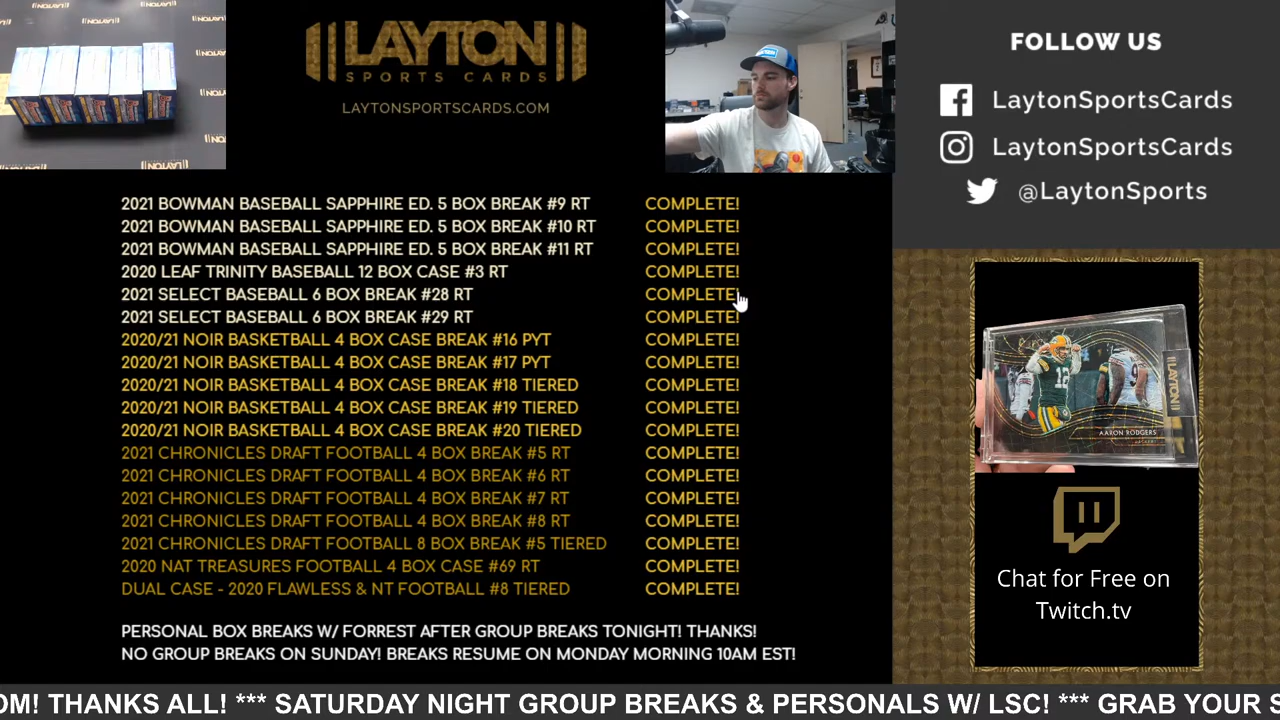 LAYTON
SPORTS CARDS
LAYTONSPORTSCARDS.COM
FOLLOW US
LaytonSportsCards
LaytonSportsCards
@LaytonSports
2021 BOWMAN BASEBALL SAPPHIRE ED. 5 BOX BREAK #9 RT COMPLETE!
2021 BOWMAN BASEBALL SAPPHIRE ED. 5 BOX BREAK #10 RT COMPLETE!
2021 BOWMAN BASEBALL SAPPHIRE ED. 5 BOX BREAK #11 RT COMPLETE!
2020 LEAF TRINITY BASEBALL 12 BOX CASE #3 RT COMPLETE!
2021 SELECT BASEBALL 6 BOX BREAK #28 RT COMPLETE!
2021 SELECT BASEBALL 6 BOX BREAK #29 RT COMPLETE!
2020/21 NOIR BASKETBALL 4 BOX CASE BREAK #16 PYT COMPLETE!
2020/21 NOIR BASKETBALL 4 BOX CASE BREAK #17 PYT COMPLETE!
2020/21 NOIR BASKETBALL 4 BOX CASE BREAK #18 TIERED COMPLETE!
2020/21 NOIR BASKETBALL 4 BOX CASE BREAK #19 TIERED COMPLETE!
2020/21 NOIR BASKETBALL 4 BOX CASE BREAK #20 TIERED COMPLETE!
2021 CHRONICLES DRAFT FOOTBALL 4 BOX BREAK #5 RT COMPLETE!
2021 CHRONICLES DRAFT FOOTBALL 4 BOX BREAK #6 RT COMPLETE!
2021 CHRONICLES DRAFT FOOTBALL 4 BOX BREAK #7 RT COMPLETE!
2021 CHRONICLES DRAFT FOOTBALL 4 BOX BREAK #8 RT COMPLETE!
2021 CHRONICLES DRAFT FOOTBALL 8 BOX BREAK #5 TIERED COMPLETE!
2020 NAT TREASURES FOOTBALL 4 BOX CASE #69 RT COMPLETE!
DUAL CASE - 2020 FLAWLESS & NT FOOTBALL #8 TIERED COMPLETE!
PERSONAL BOX BREAKS W/ FORREST AFTER GROUP BREAKS TONIGHT! THANKS!
NO GROUP BREAKS ON SUNDAY! BREAKS RESUME ON MONDAY MORNING 10AM EST!
12
AARON RODGERS
LAYTON
Chat for Free on
Twitch.tv
OM! THANKS ALL! *** SATURDAY NIGHT GROUP BREAKS & PERSONALS W/ LSC! *** GRAB YOUR S